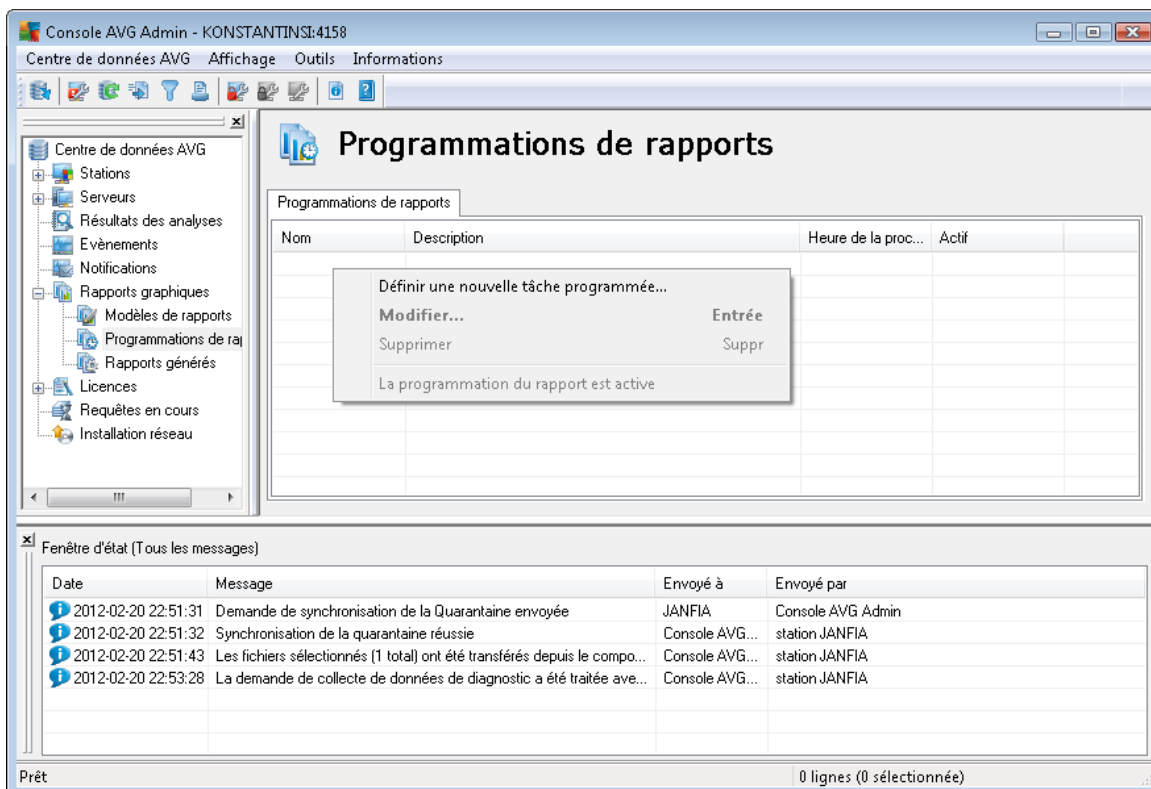 Console AVG Admin - KONSTANTINSI:4158
Centre de données AVG Affichage Outils Informations
Centre de données AVG
Stations
Serveurs
Résultats des analyses
Evènements
Notifications
Rapports graphiques
Modèles de rapports
Programmations de rap
Rapports générés
Licences
Requêtes en cours
Installation réseau
Programmations de rapports
Programmations de rapports
Nom Description Heure de la proc... Actif
Définir une nouvelle tâche programmée...
Modifier... Entrée
Supprimer Suppr
La programmation du rapport est active
Fenêtre d'état (Tous les messages)
Date Message Envoyé à Envoyé par
2012-02-20 22:51:31 Demande de synchronisation de la Quarantaine envoyée JANFIA Console AVG Admin
2012-02-20 22:51:32 Synchronisation de la quarantaine réussie Console AVG... station JANFIA
2012-02-20 22:51:43 Les fichiers sélectionnés (1 total) ont été transférés depuis le compo... Console AVG... station JANFIA
2012-02-20 22:53:28 La demande de collecte de données de diagnostic a été traitée ave... Console AVG... station JANFIA
Prêt 0 lignes (0 sélectionnée)